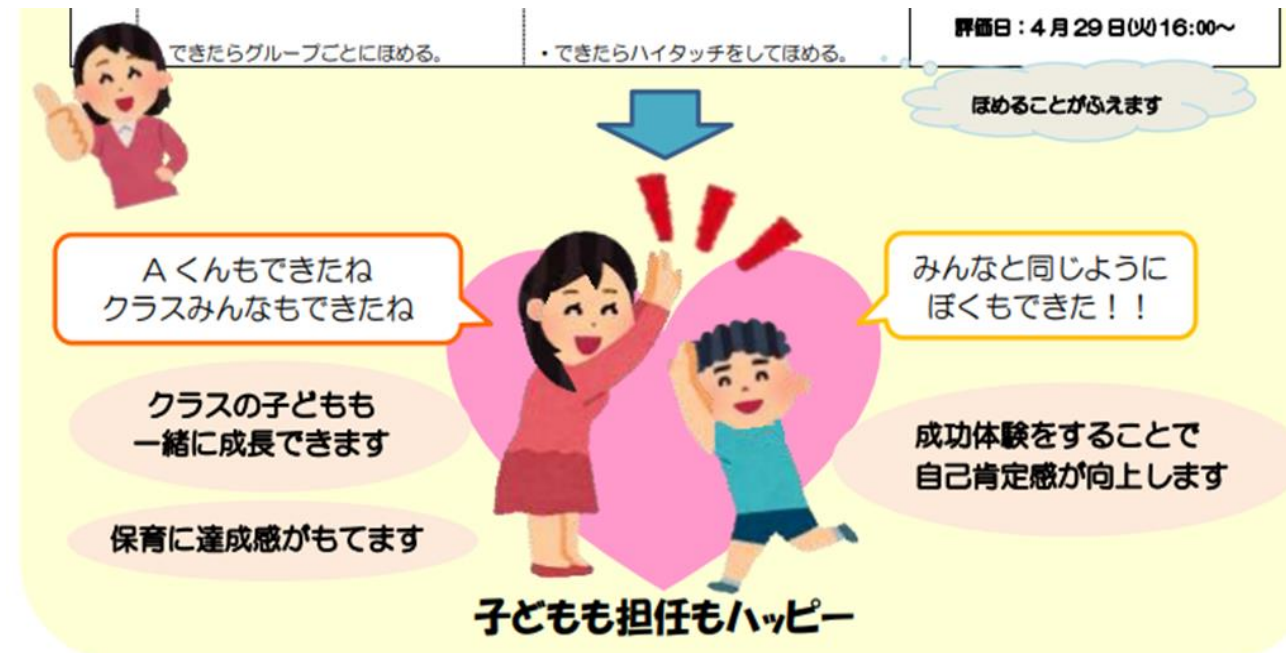 できたらグループごとにほめる。
・できたらハイタッチをしてほめる。
評価日：4月29日(火)16:00～
ほめることがふえます
Aくんもできたね
クラスみんなもできたね
みんなと同じように
ぼくもできた！！
クラスの子どもも
一緒に成長できます
成功体験をすることで
自己肯定感が向上します
保育に達成感がもてます
子どもも担任もハッピー